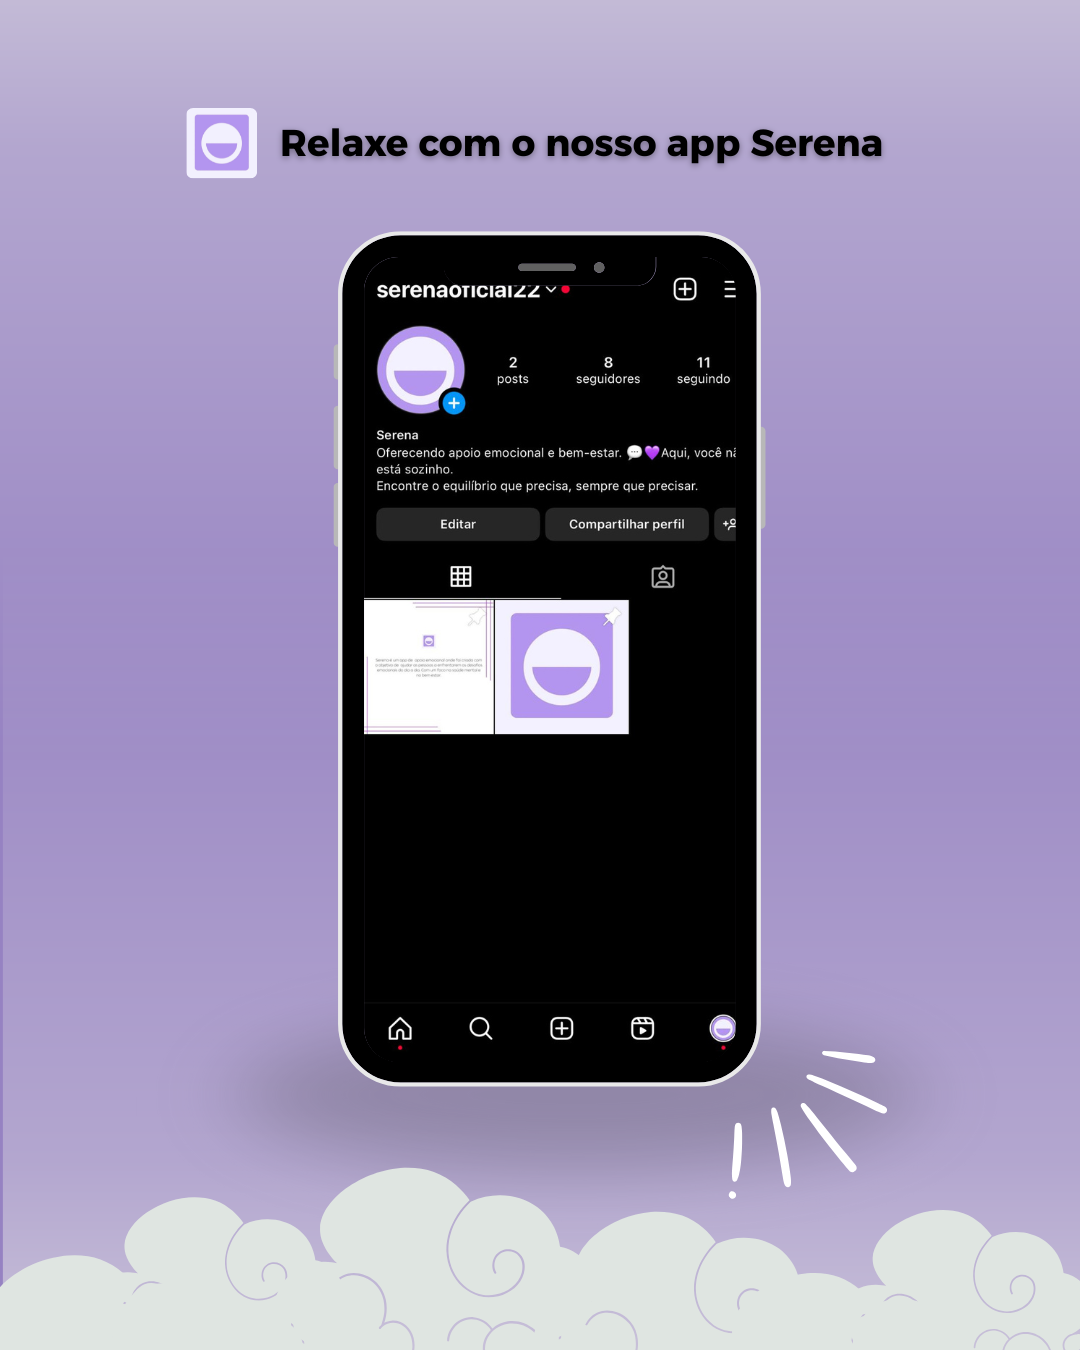 Relaxe com o nosso app Serena
serenaoficial22
2
posts
8
seguidores
11
seguindo
Serena
Oferecendo apoio emocional e bem-estar. 💬💜Aqui, você nã
está sozinho.
Encontre o equilíbrio que precisa, sempre que precisar.
Editar
Compartilhar perfil